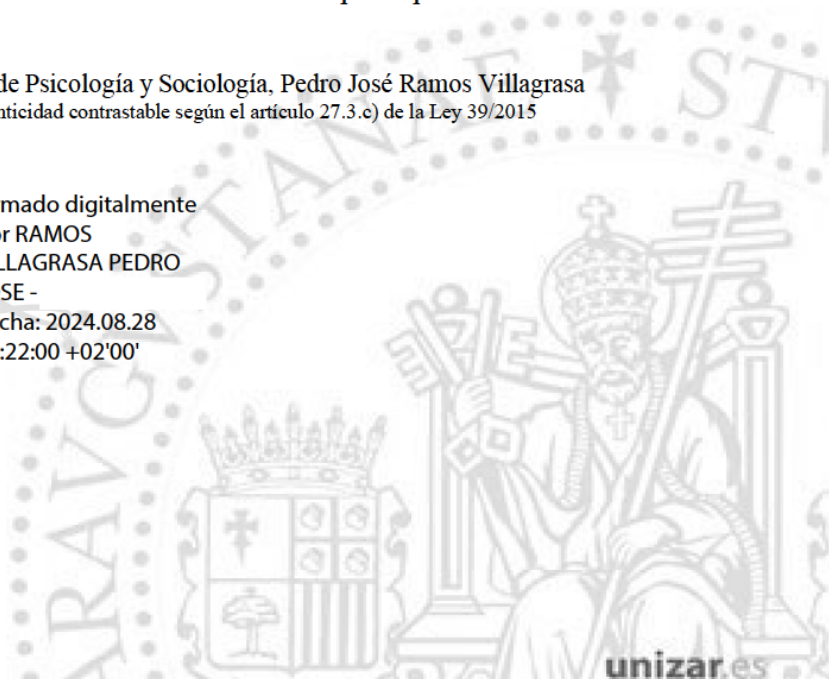 de Psicología y Sociología, Pedro José Ramos Villagrasa
nticidad contrastable según el artículo 27.3.c) de la Ley 39/2015
mado digitalmente
or RAMOS
LLAGRASA PEDRO
SE -
cha: 2024.08.28
:22:00 +02'00'
unizar.es